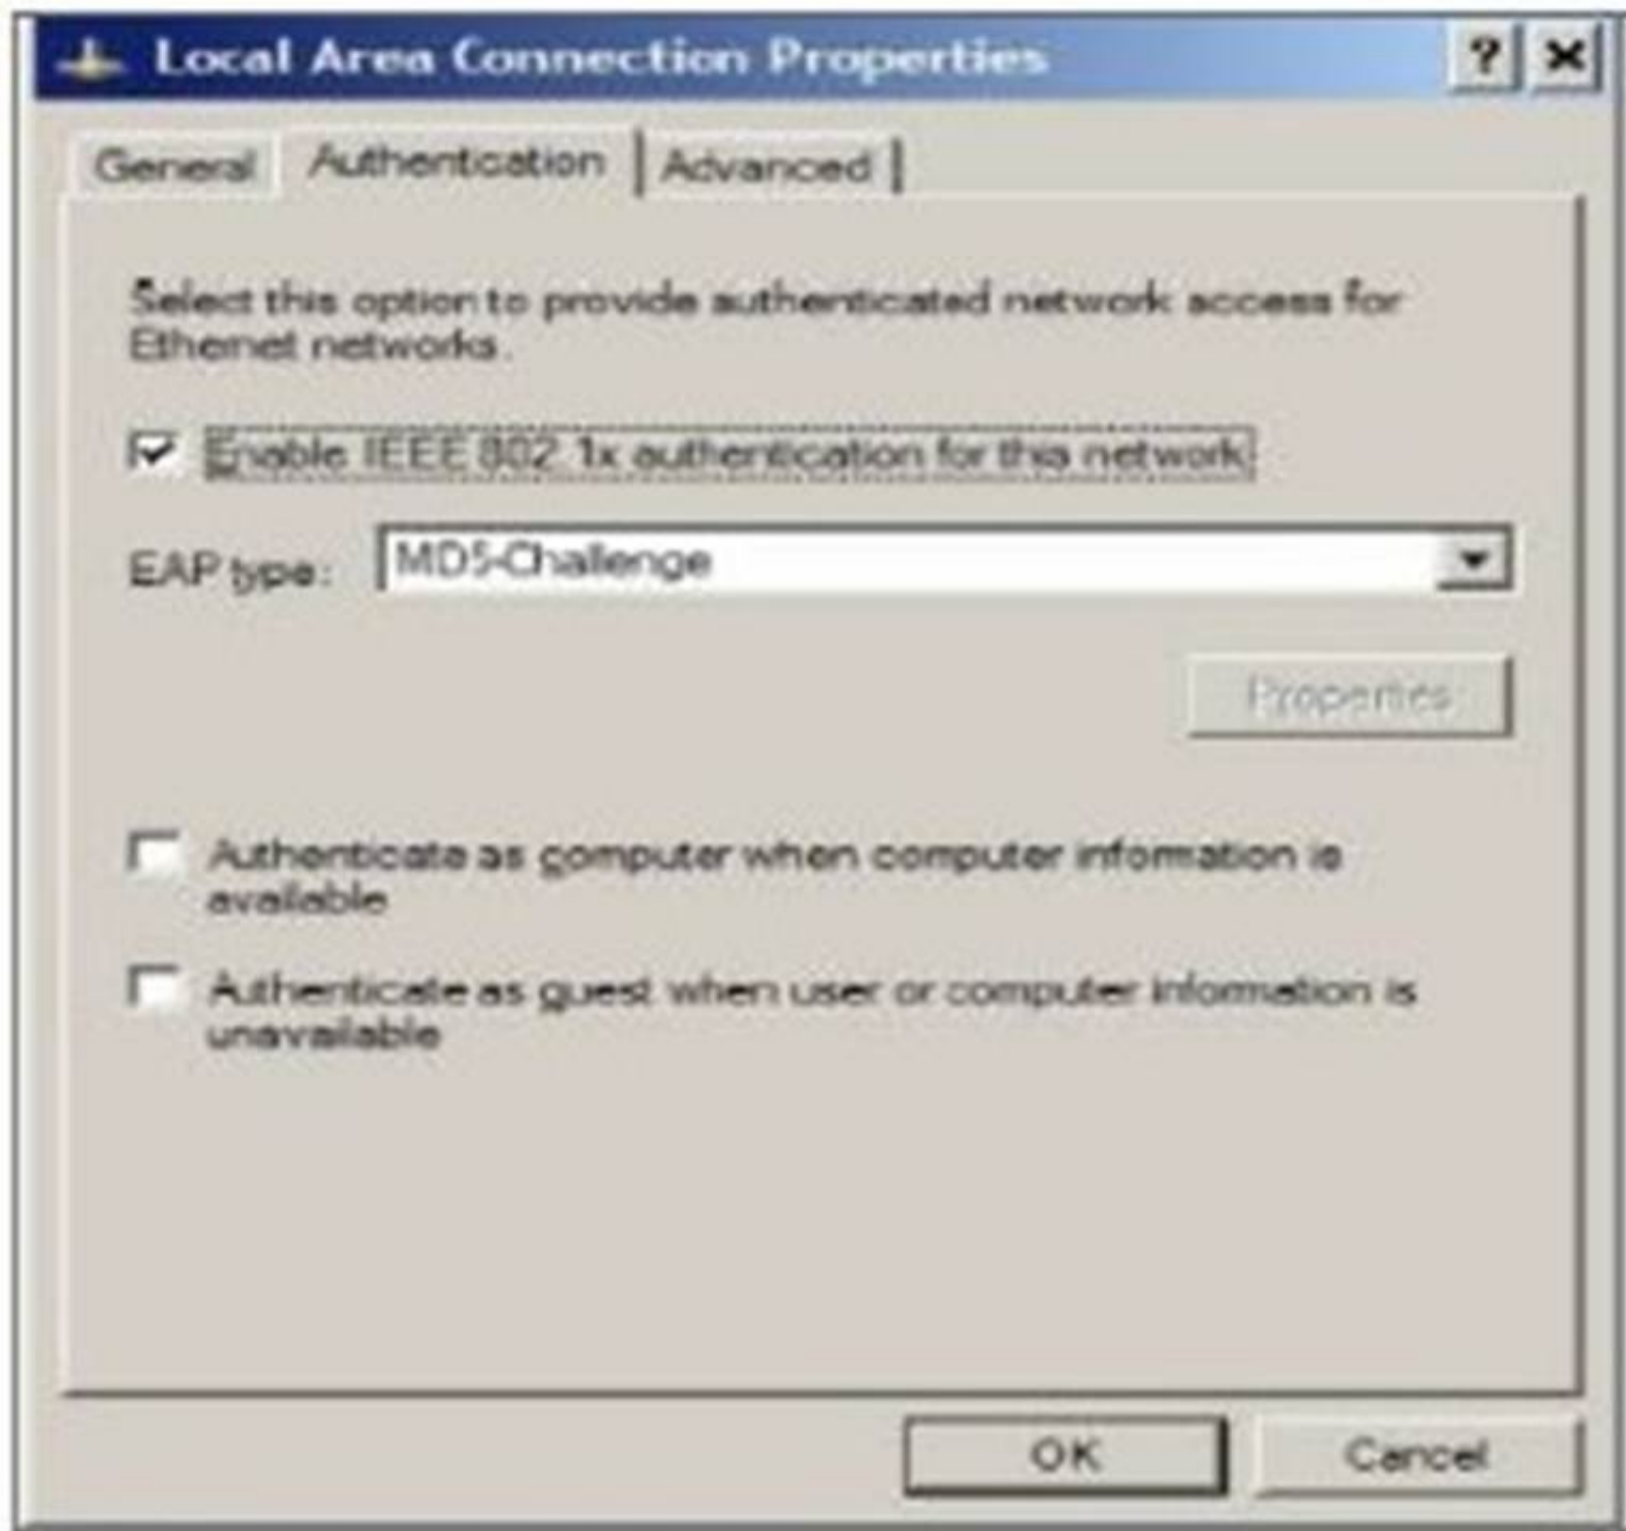 Local Area Connection Properties
General Authentication Advanced
Select this option to provide authenticated network access for
Ethernet networks.
Enable IEEE 802.1x authentication for this network
EAP type: MD5-Challenge
Properties
Authenticate as computer when computer information is
available
Authenticate as guest when user or computer information is
unavailable
OK Cancel